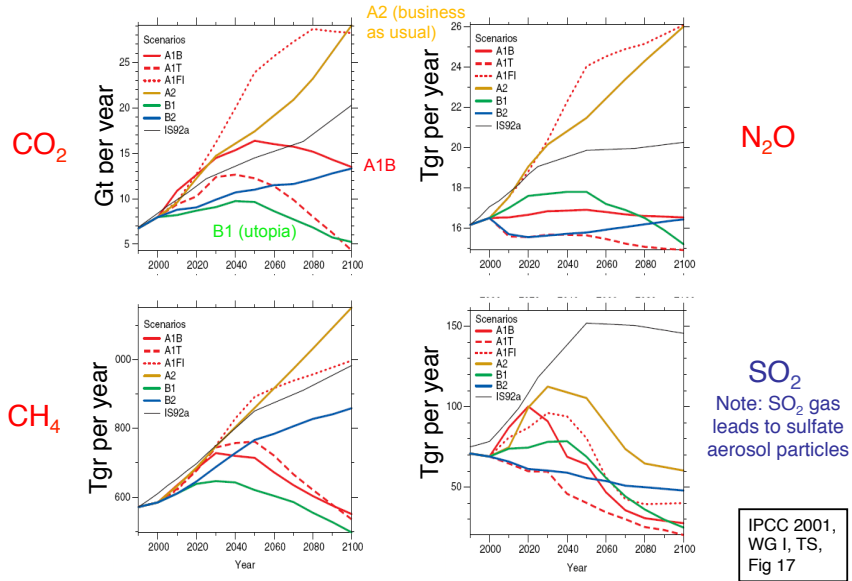 A2 (business
as usual)
CO₂
Gt per year
Scenarios
A1B
A1T
A1FI
A2
B1
B2
IS92a
25
20
15
10
5
A1B
B1 (utopia)
2000 2020 2040 2060 2080 2100
N₂O
Tgr per year
26
24
22
20
18
16
Scenarios
A1B
A1T
A1FI
A2
B1
B2
IS92a
2000 2020 2040 2060 2080 2100
CH₄
Tgr per year
000
800
600
Scenarios
A1B
A1T
A1FI
A2
B1
B2
IS92a
2000 2020 2040 2060 2080 2100
Year
Tgr per year
150
100
50
Scenarios
A1B
A1T
A1FI
A2
B1
B2
IS92a
2000 2020 2040 2060 2080 2100
Year
SO₂
Note: SO₂ gas
leads to sulfate
aerosol particles
IPCC 2001,
WG I, TS,
Fig 17